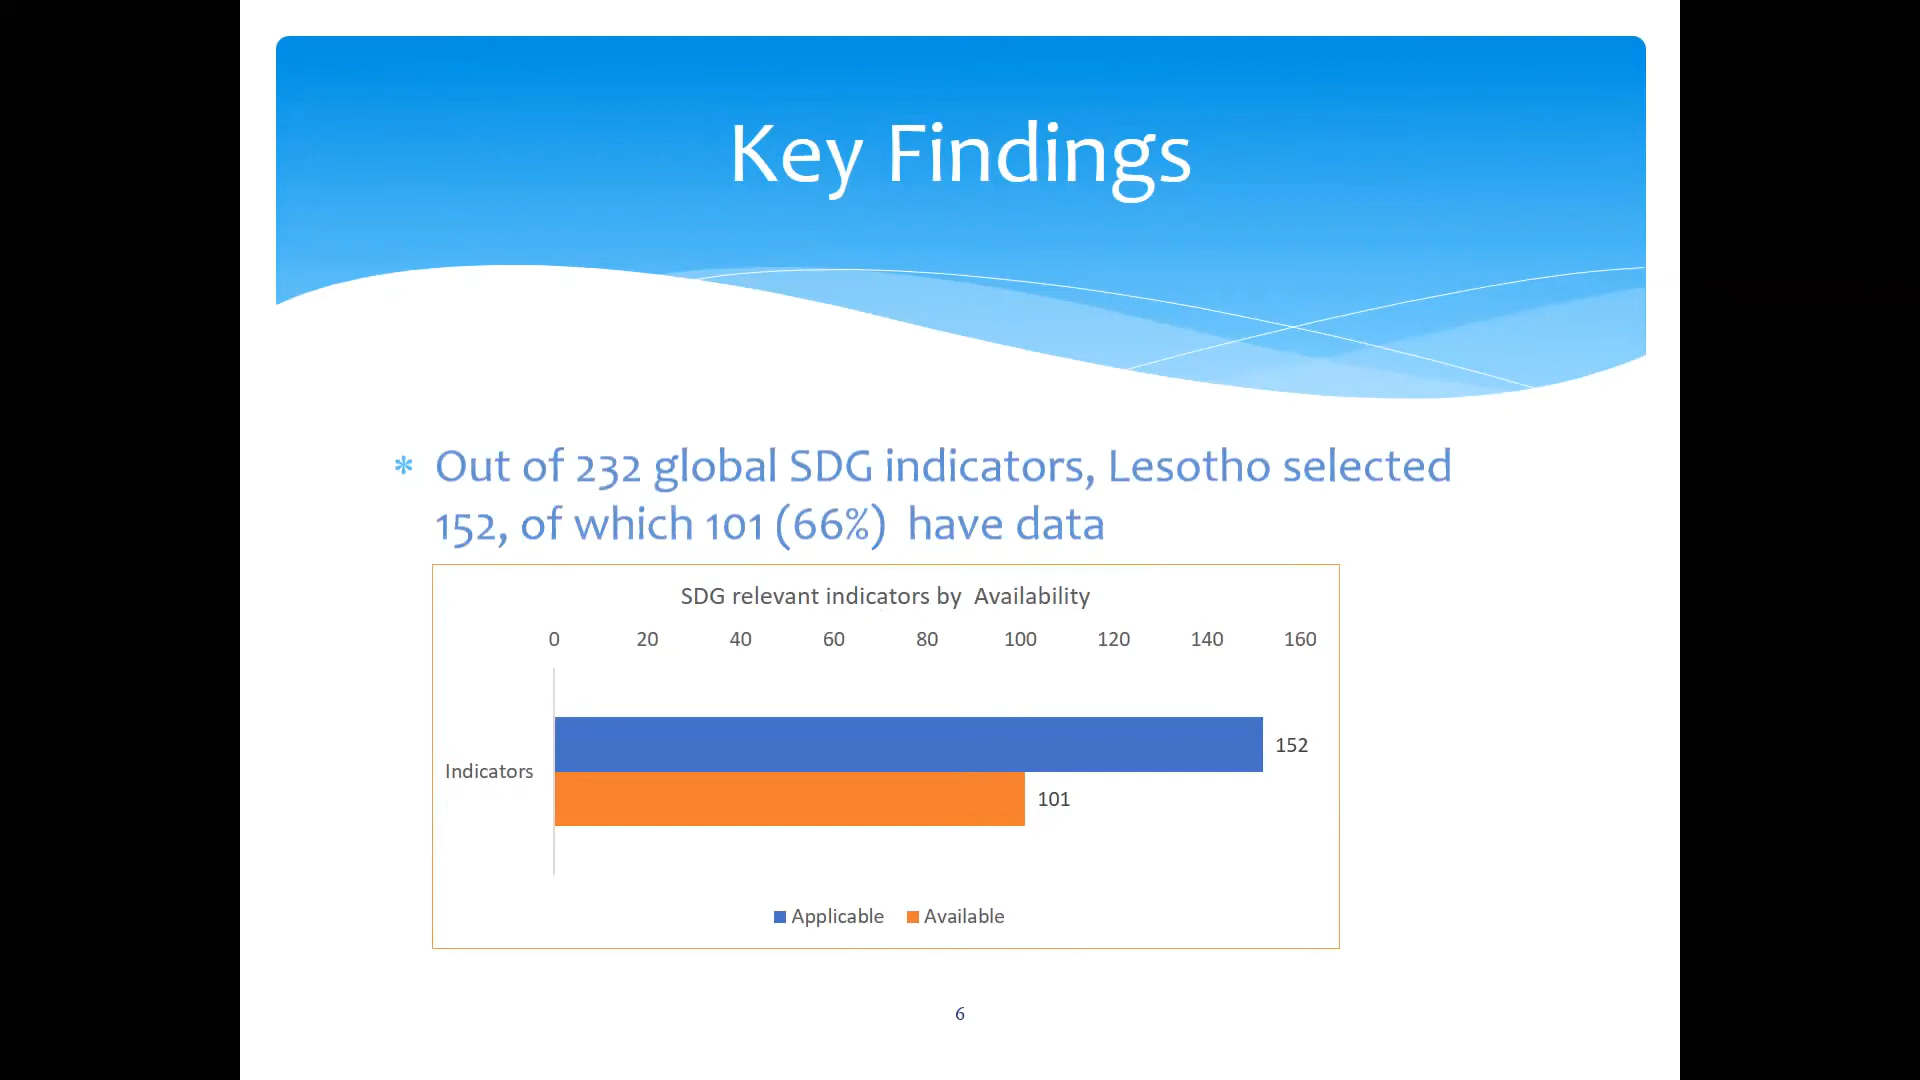 Key Findings
* Out of 232 global SDG indicators, Lesotho selected
152, of which 101 (66%) have data
SDG relevant indicators by Availability
0 20 40 60 80 100 120 140 160
152
Indicators
101
Applicable Available
6